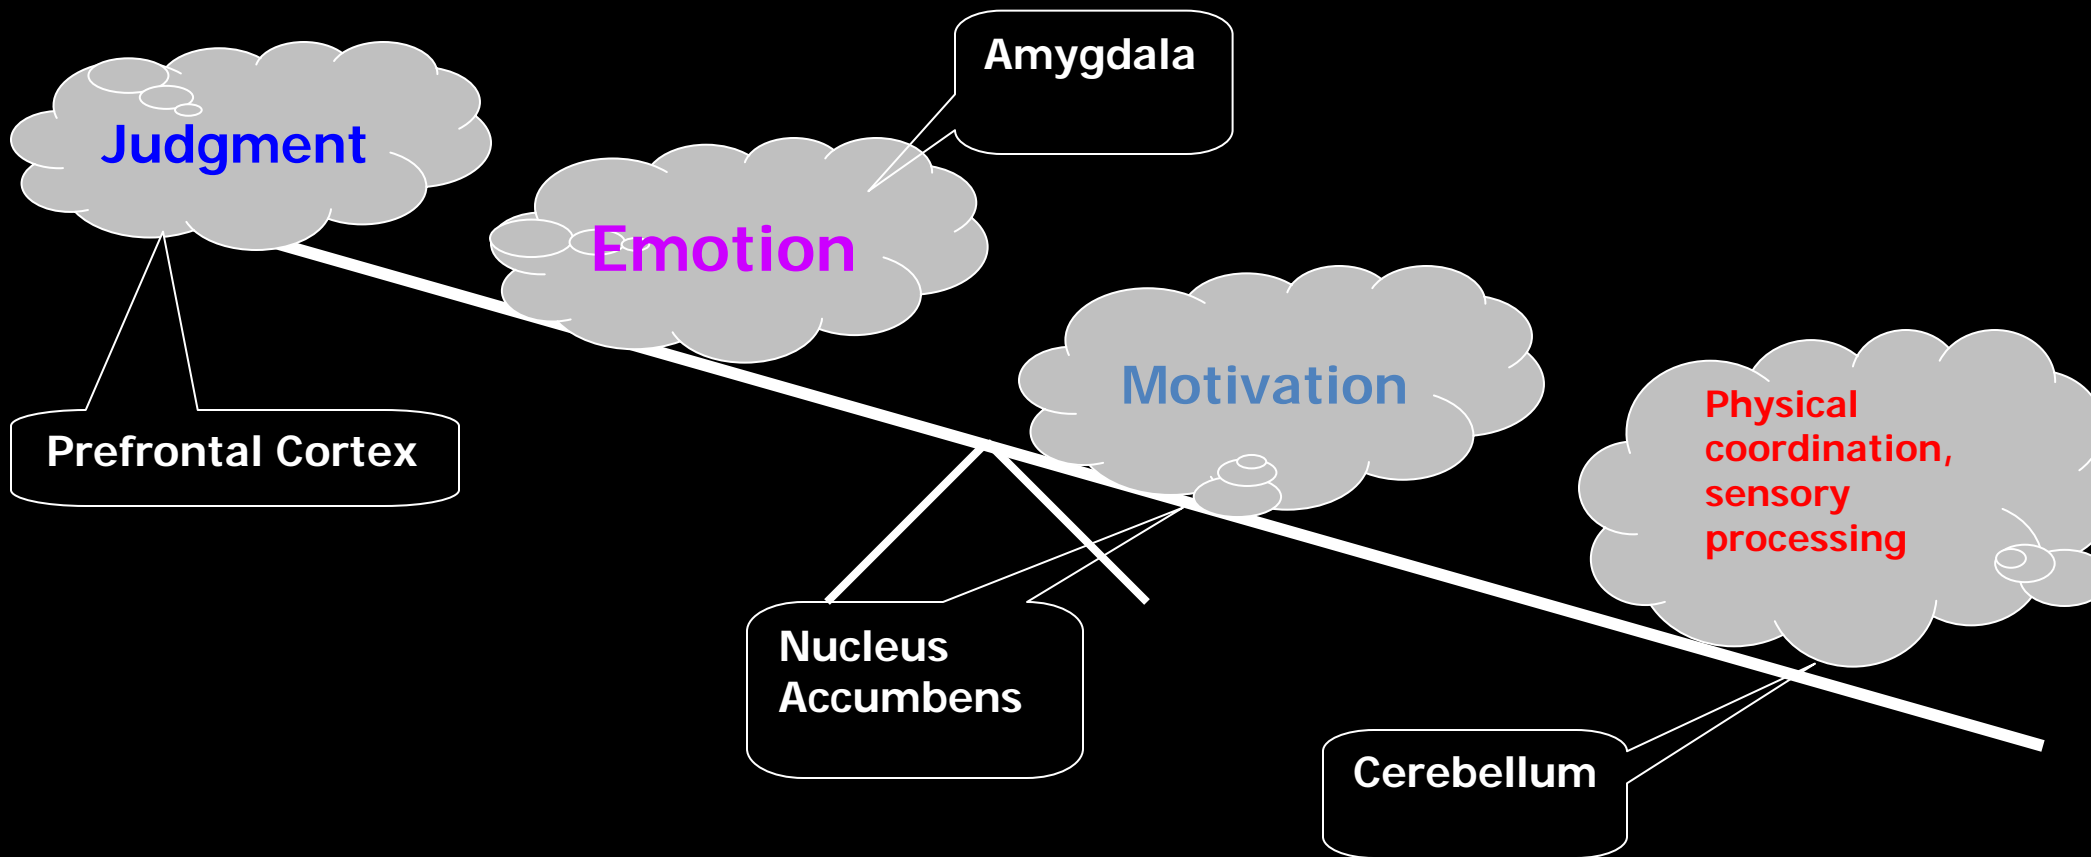 Amygdala
Judgment
Emotion
Motivation
Physical
coordination,
sensory
processing
Prefrontal Cortex
Nucleus
Accumbens
Cerebellum